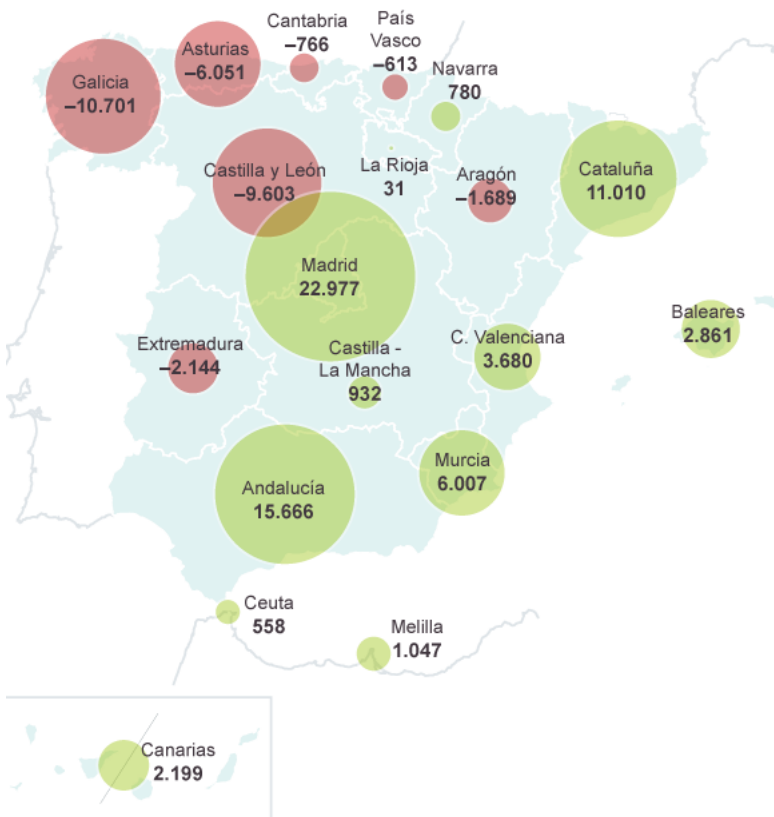 Cantabria
–766
País
Vasco
–613
Asturias
–6.051
Navarra
780
Galicia
–10.701
Castilla y León
–9.603
La Rioja
31
Aragón
–1.689
Cataluña
11.010
Madrid
22.977
Baleares
2.861
Extremadura
–2.144
Castilla -
La Mancha
932
C. Valenciana
3.680
Murcia
6.007
Andalucía
15.666
Ceuta
558
Melilla
1.047
Canarias
2.199